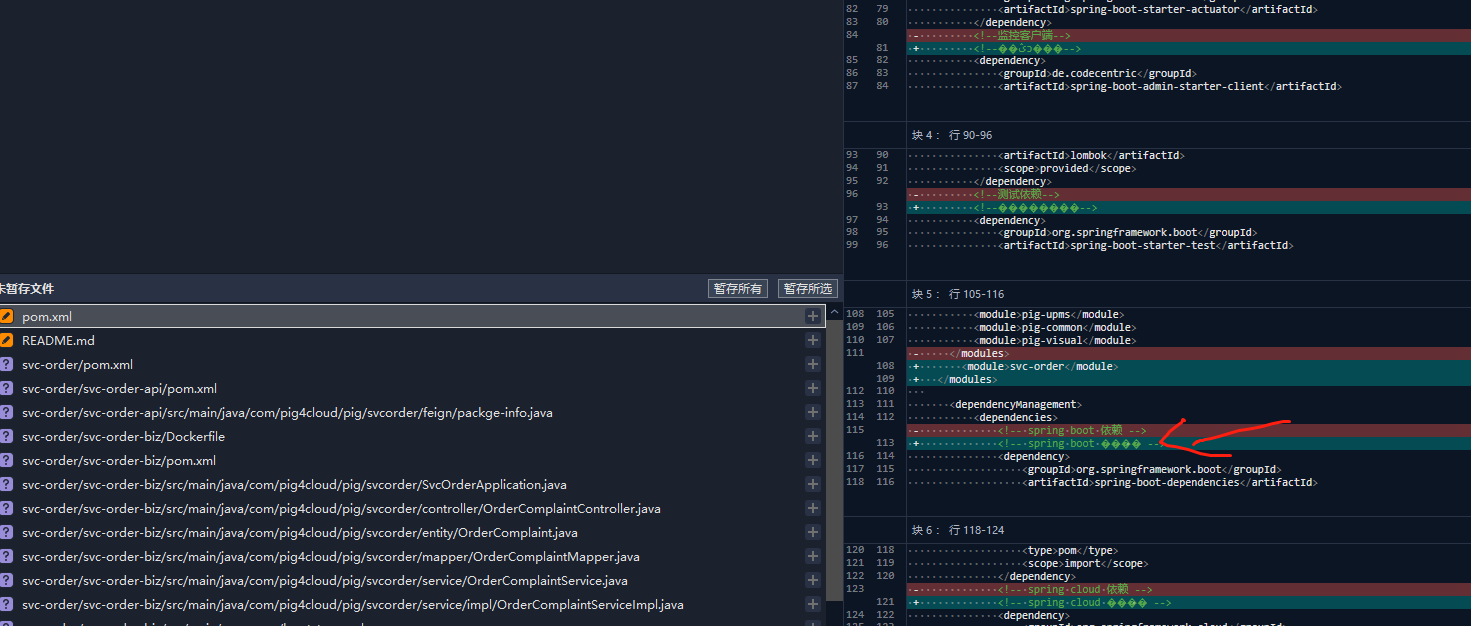 未暂存文件
暂存所有
暂存所选
pom.xml
README.md
svc-order/pom.xml
svc-order/svc-order-api/pom.xml
svc-order/svc-order-api/src/main/java/com/pig4cloud/pig/svcorder/feign/packge-info.java
svc-order/svc-order-biz/Dockerfile
svc-order/svc-order-biz/pom.xml
svc-order/svc-order-biz/src/main/java/com/pig4cloud/pig/svcorder/SvcOrderApplication.java
svc-order/svc-order-biz/src/main/java/com/pig4cloud/pig/svcorder/controller/OrderComplaintController.java
svc-order/svc-order-biz/src/main/java/com/pig4cloud/pig/svcorder/entity/OrderComplaint.java
svc-order/svc-order-biz/src/main/java/com/pig4cloud/pig/svcorder/mapper/OrderComplaintMapper.java
svc-order/svc-order-biz/src/main/java/com/pig4cloud/pig/svcorder/service/OrderComplaintService.java
svc-order/svc-order-biz/src/main/java/com/pig4cloud/pig/svcorder/service/impl/OrderComplaintServiceImpl.java
82 79 <artifactId>spring-boot-starter-actuator</artifactId>
83 80 </dependency>
84 - <!--监控客户端-->
81 + <!--��ؿͻ���-->
85 82 <dependency>
86 83 <groupId>de.codecentric</groupId>
87 84 <artifactId>spring-boot-admin-starter-client</artifactId>
块 4： 行 90-96
93 90 <artifactId>lombok</artifactId>
94 91 <scope>provided</scope>
95 92 </dependency>
96 - <!--测试依赖-->
93 + <!--��������-->
97 94 <dependency>
98 95 <groupId>org.springframework.boot</groupId>
99 96 <artifactId>spring-boot-starter-test</artifactId>
块 5： 行 105-116
108 105 <module>pig-upms</module>
109 106 <module>pig-common</module>
110 107 <module>pig-visual</module>
111 - </modules>
108 + <module>svc-order</module>
109 + </modules>
112 110
113 111 <dependencyManagement>
114 112 <dependencies>
115 - <!-- spring boot 依赖 -->
113 + <!-- spring boot ���� --
116 114 <dependency>
117 115 <groupId>org.springframework.boot</groupId>
118 116 <artifactId>spring-boot-dependencies</artifactId>
块 6： 行 118-124
120 118 <type>pom</type>
121 119 <scope>import</scope>
122 120 </dependency>
123 - <!-- spring cloud 依赖 -->
121 + <!-- spring cloud ���� -->
124 122 <dependency>